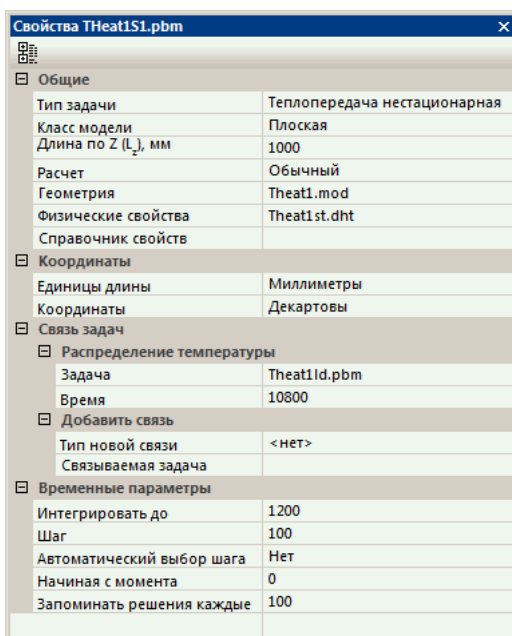 Свойства THeat1S1.pbm
Общие
Тип задачи Теплопередача нестационарная
Класс модели Плоская
Длина по Z (Lz), мм 1000
Расчет Обычный
Геометрия Theat1.mod
Физические свойства Theat1st.dht
Справочник свойств
Координаты
Единицы длины Миллиметры
Координаты Декартовы
Связь задач
Распределение температуры
Задача Theat1ld.pbm
Время 10800
Добавить связь
Тип новой связи <нет>
Связываемая задача
Временные параметры
Интегрировать до 1200
Шаг 100
Автоматический выбор шага Нет
Начиная с момента 0
Запоминать решения каждые 100